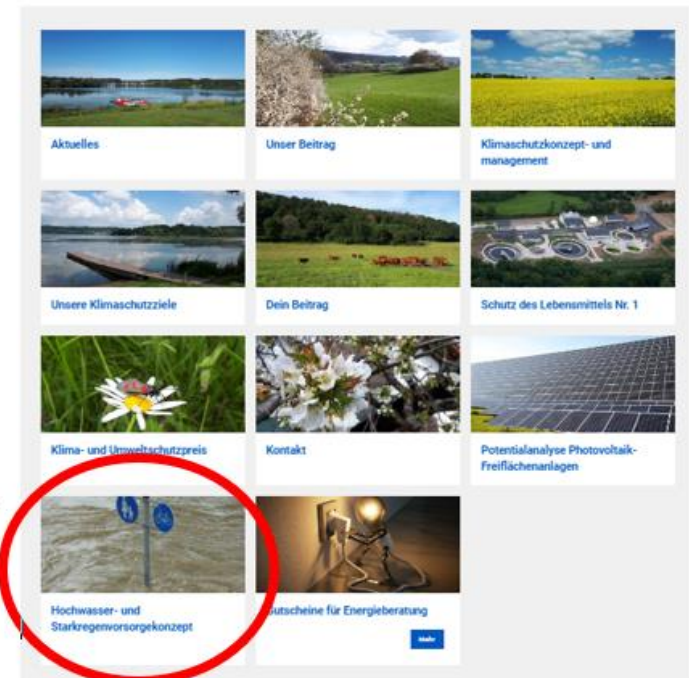 Aktuelles
Unser Beitrag
Klimaschutzkonzept- und
management
Unsere Klimaschutzziele
Dein Beitrag
Schutz des Lebensmittels Nr. 1
Klima- und Umweltschutzpreis
Kontakt
Potentialanalyse Photovoltaik-
Freiflächenanlagen
Hochwasser- und
Starkregenvorsorgekonzept
Gutscheine für Energieberatung
Mehr